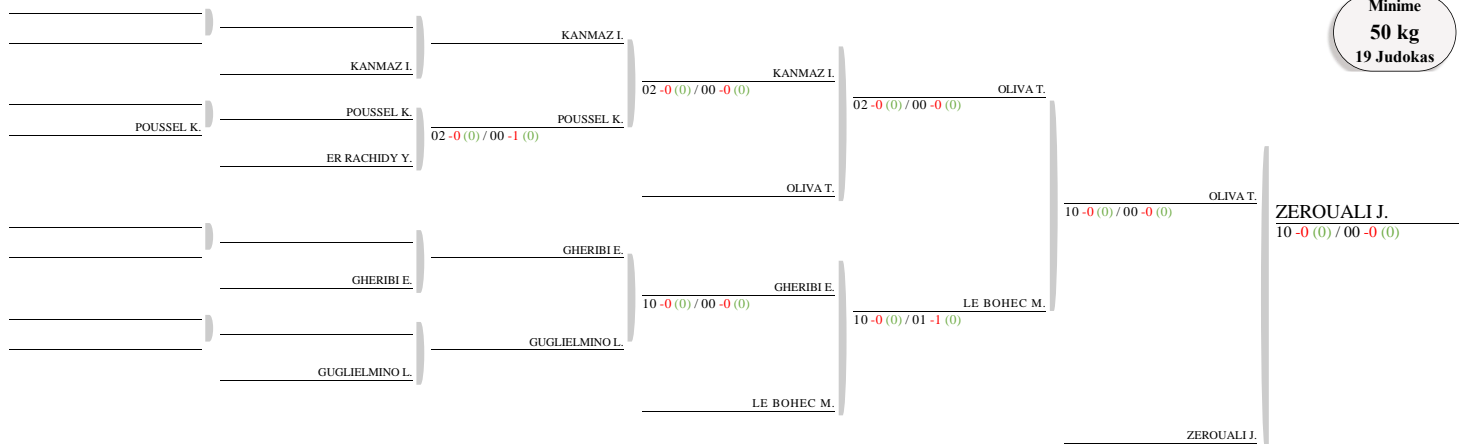 Minime
50 kg
19 Judokas
KANMAZ I.
KANMAZ I.
KANMAZ I.
02 -0 (0) / 00 -0 (0)
OLIVA T.
02 -0 (0) / 00 -0 (0)
POUSSEL K.
POUSSEL K.
POUSSEL K.
02 -0 (0) / 00 -1 (0)
ER RACHIDY Y.
OLIVA T.
OLIVA T.
10 -0 (0) / 00 -0 (0)
ZEROUALI J.
10 -0 (0) / 00 -0 (0)
GHERIBI E.
GHERIBI E.
GHERIBI E.
10 -0 (0) / 00 -0 (0)
LE BOHEC M.
10 -0 (0) / 01 -1 (0)
GUGLIELMINO L.
GUGLIELMINO L.
LE BOHEC M.
ZEROUALI J.